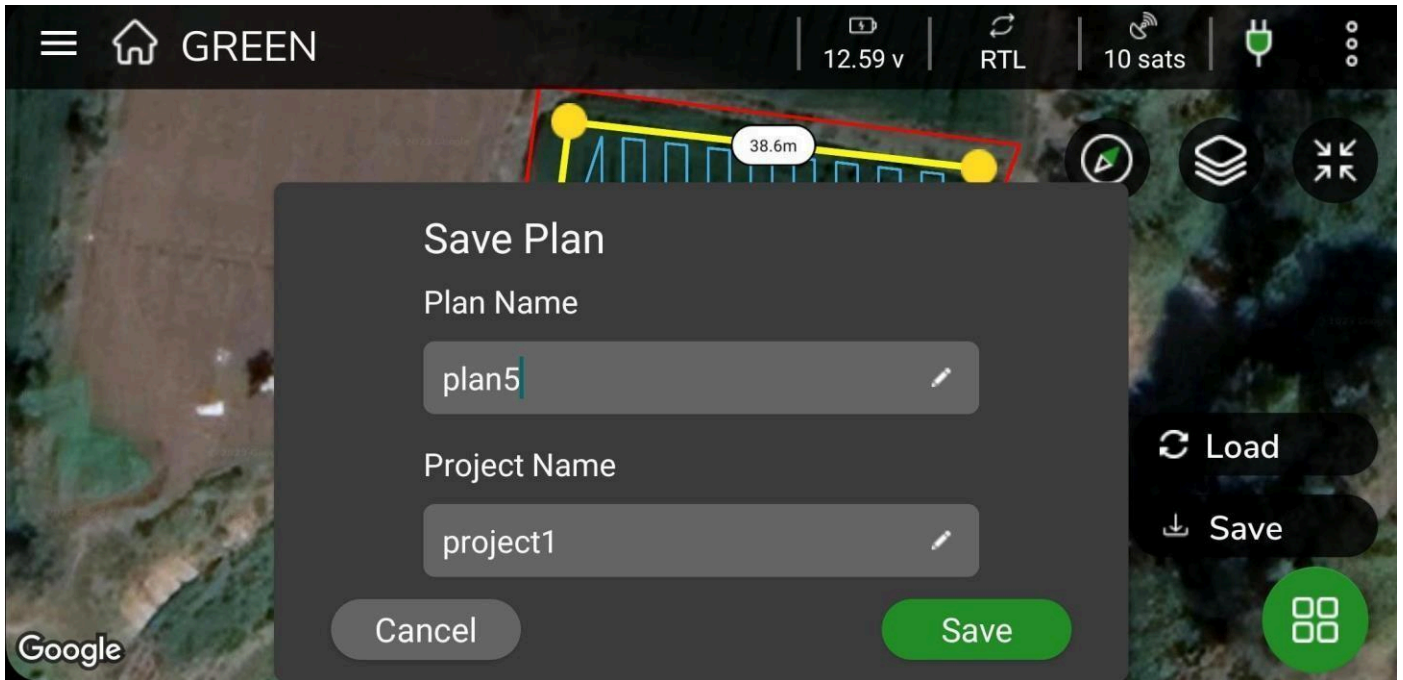 GREEN
12.59 v
RTL
10 sats
38.6m
Save Plan
Plan Name
plan5
Project Name
project1
Load
Save
Cancel
Save
Google